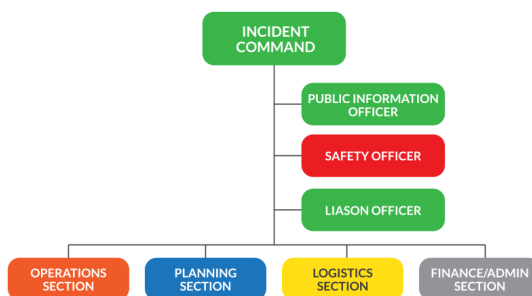 INCIDENT
COMMAND
PUBLIC INFORMATION
OFFICER
SAFETY OFFICER
LIASON OFFICER
OPERATIONS
SECTION
PLANNING
SECTION
LOGISTICS
SECTION
FINANCE/ADMIN
SECTION